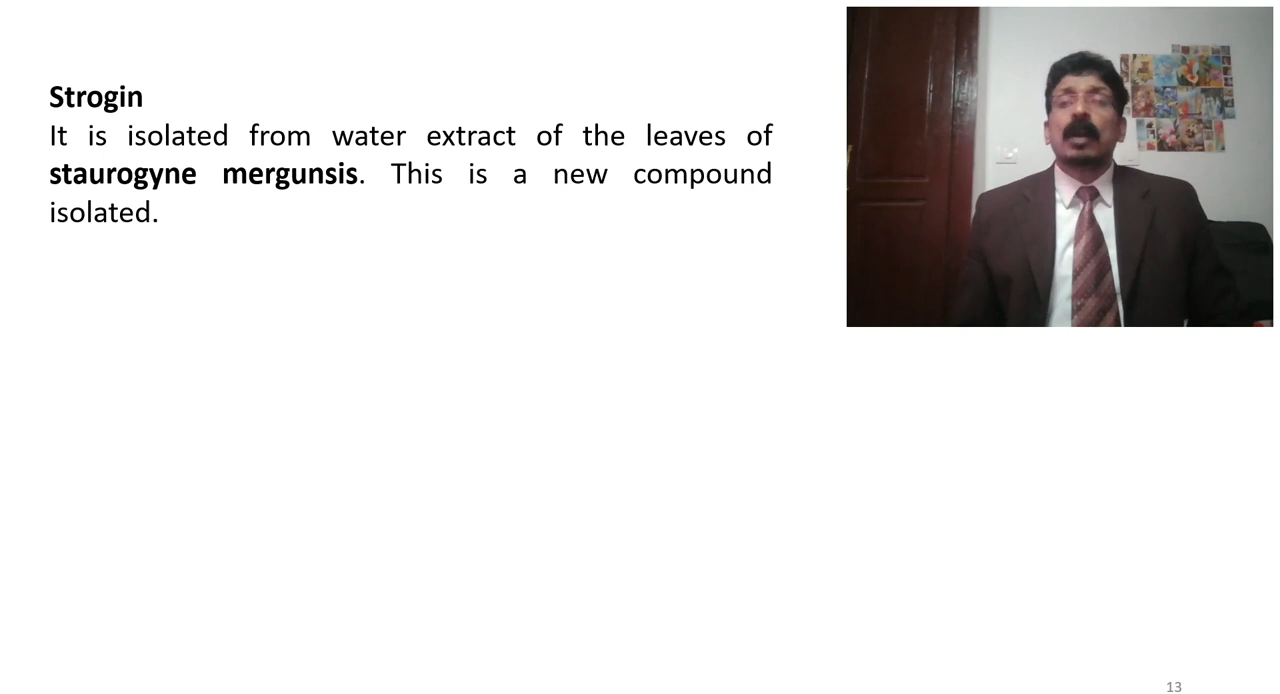 Strogin
It is isolated from water extract of the leaves of
staurogyne mergunsis. This is a new compound
isolated.
13